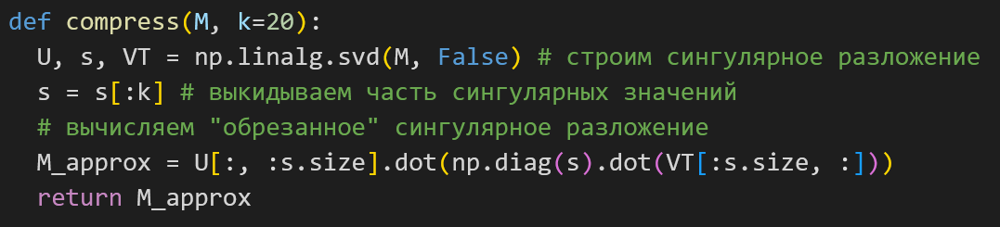 def compress(M, k=20):
  U, s, VT = np.linalg.svd(M, False) # строим сингулярное разложение
  s = s[:k] # выкидываем часть сингулярных значений
  # вычисляем "обрезанное" сингулярное разложение
  M_approx = U[:, :s.size].dot(np.diag(s).dot(VT[:s.size, :]))
  return M_approx